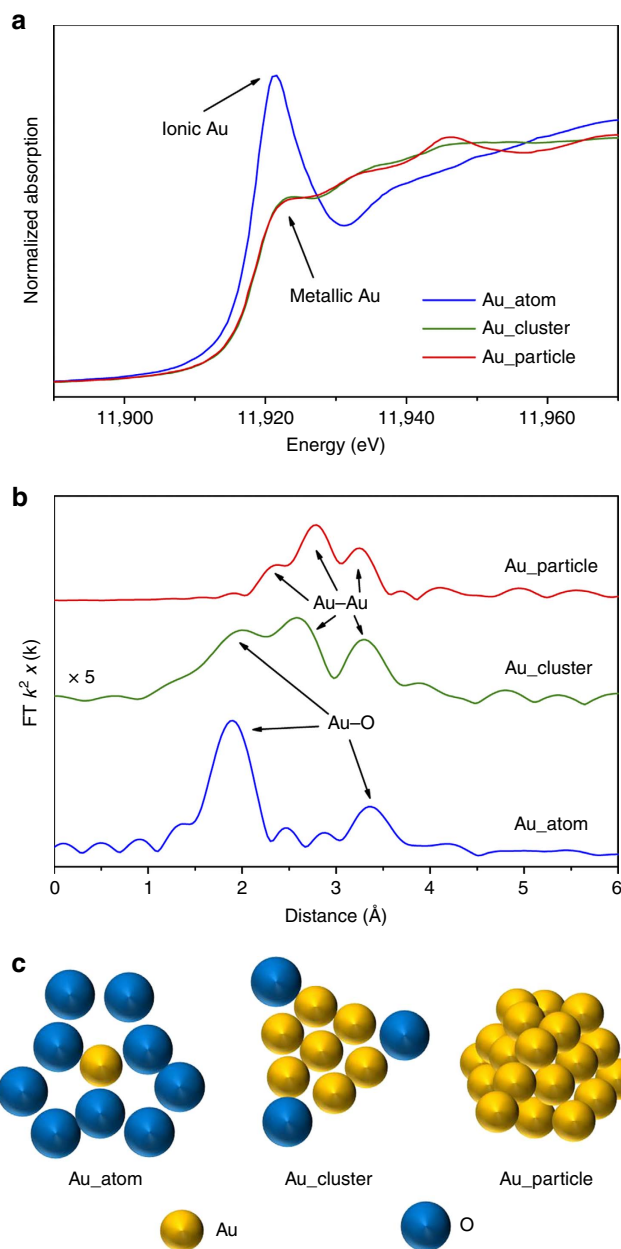 a
Normalized absorption
Ionic Au
Metallic Au
Au_atom
Au_cluster
Au_particle
11,900
11,920
11,940
11,960
Energy (eV)
b
FT k² x (k)
Au_particle
Au–Au
× 5
Au_cluster
Au–O
Au_atom
0
1
2
3
4
5
6
Distance (Å)
c
Au_atom
Au_cluster
Au_particle
Au
O